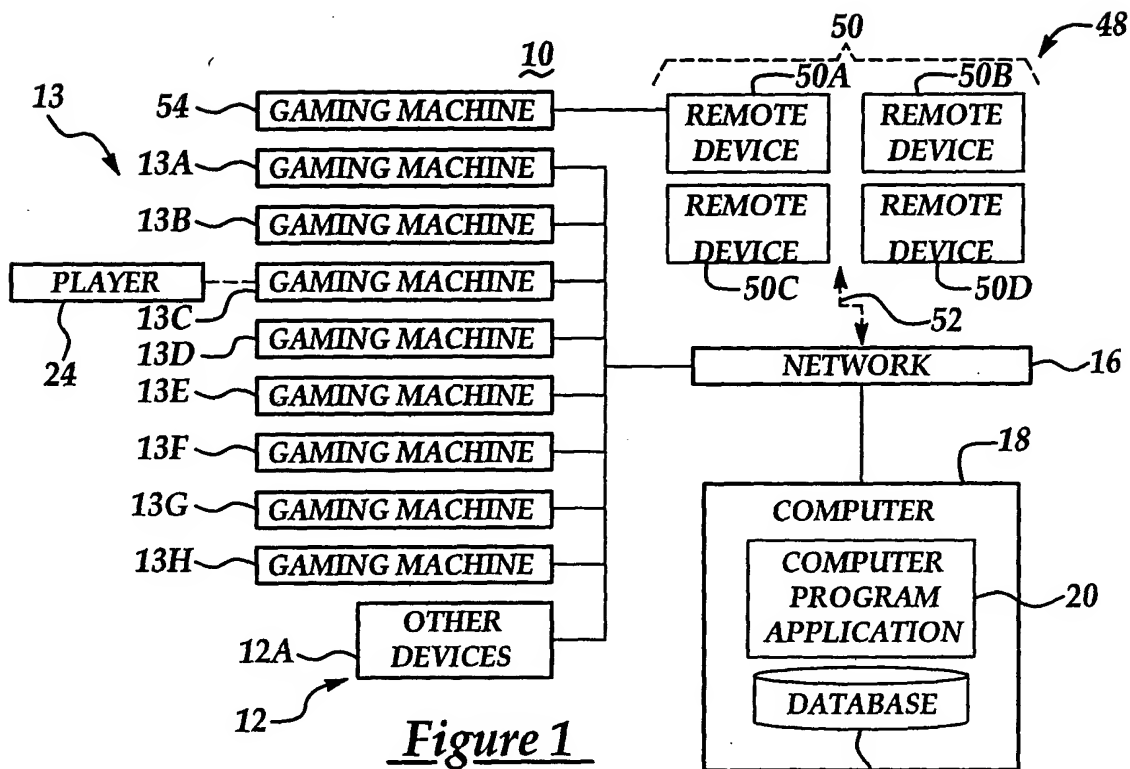 50
48
10
50A
50B
54
GAMING MACHINE
REMOTE
DEVICE
REMOTE
DEVICE
13
13A
GAMING MACHINE
13B
GAMING MACHINE
REMOTE
DEVICE
REMOTE
DEVICE
PLAYER
GAMING MACHINE
50C
50D
13C
52
24
13D
GAMING MACHINE
NETWORK
16
13E
GAMING MACHINE
13F
GAMING MACHINE
18
13G
GAMING MACHINE
COMPUTER
13H
GAMING MACHINE
COMPUTER
PROGRAM
APPLICATION
20
OTHER
DEVICES
12A
12
DATABASE
Figure 1